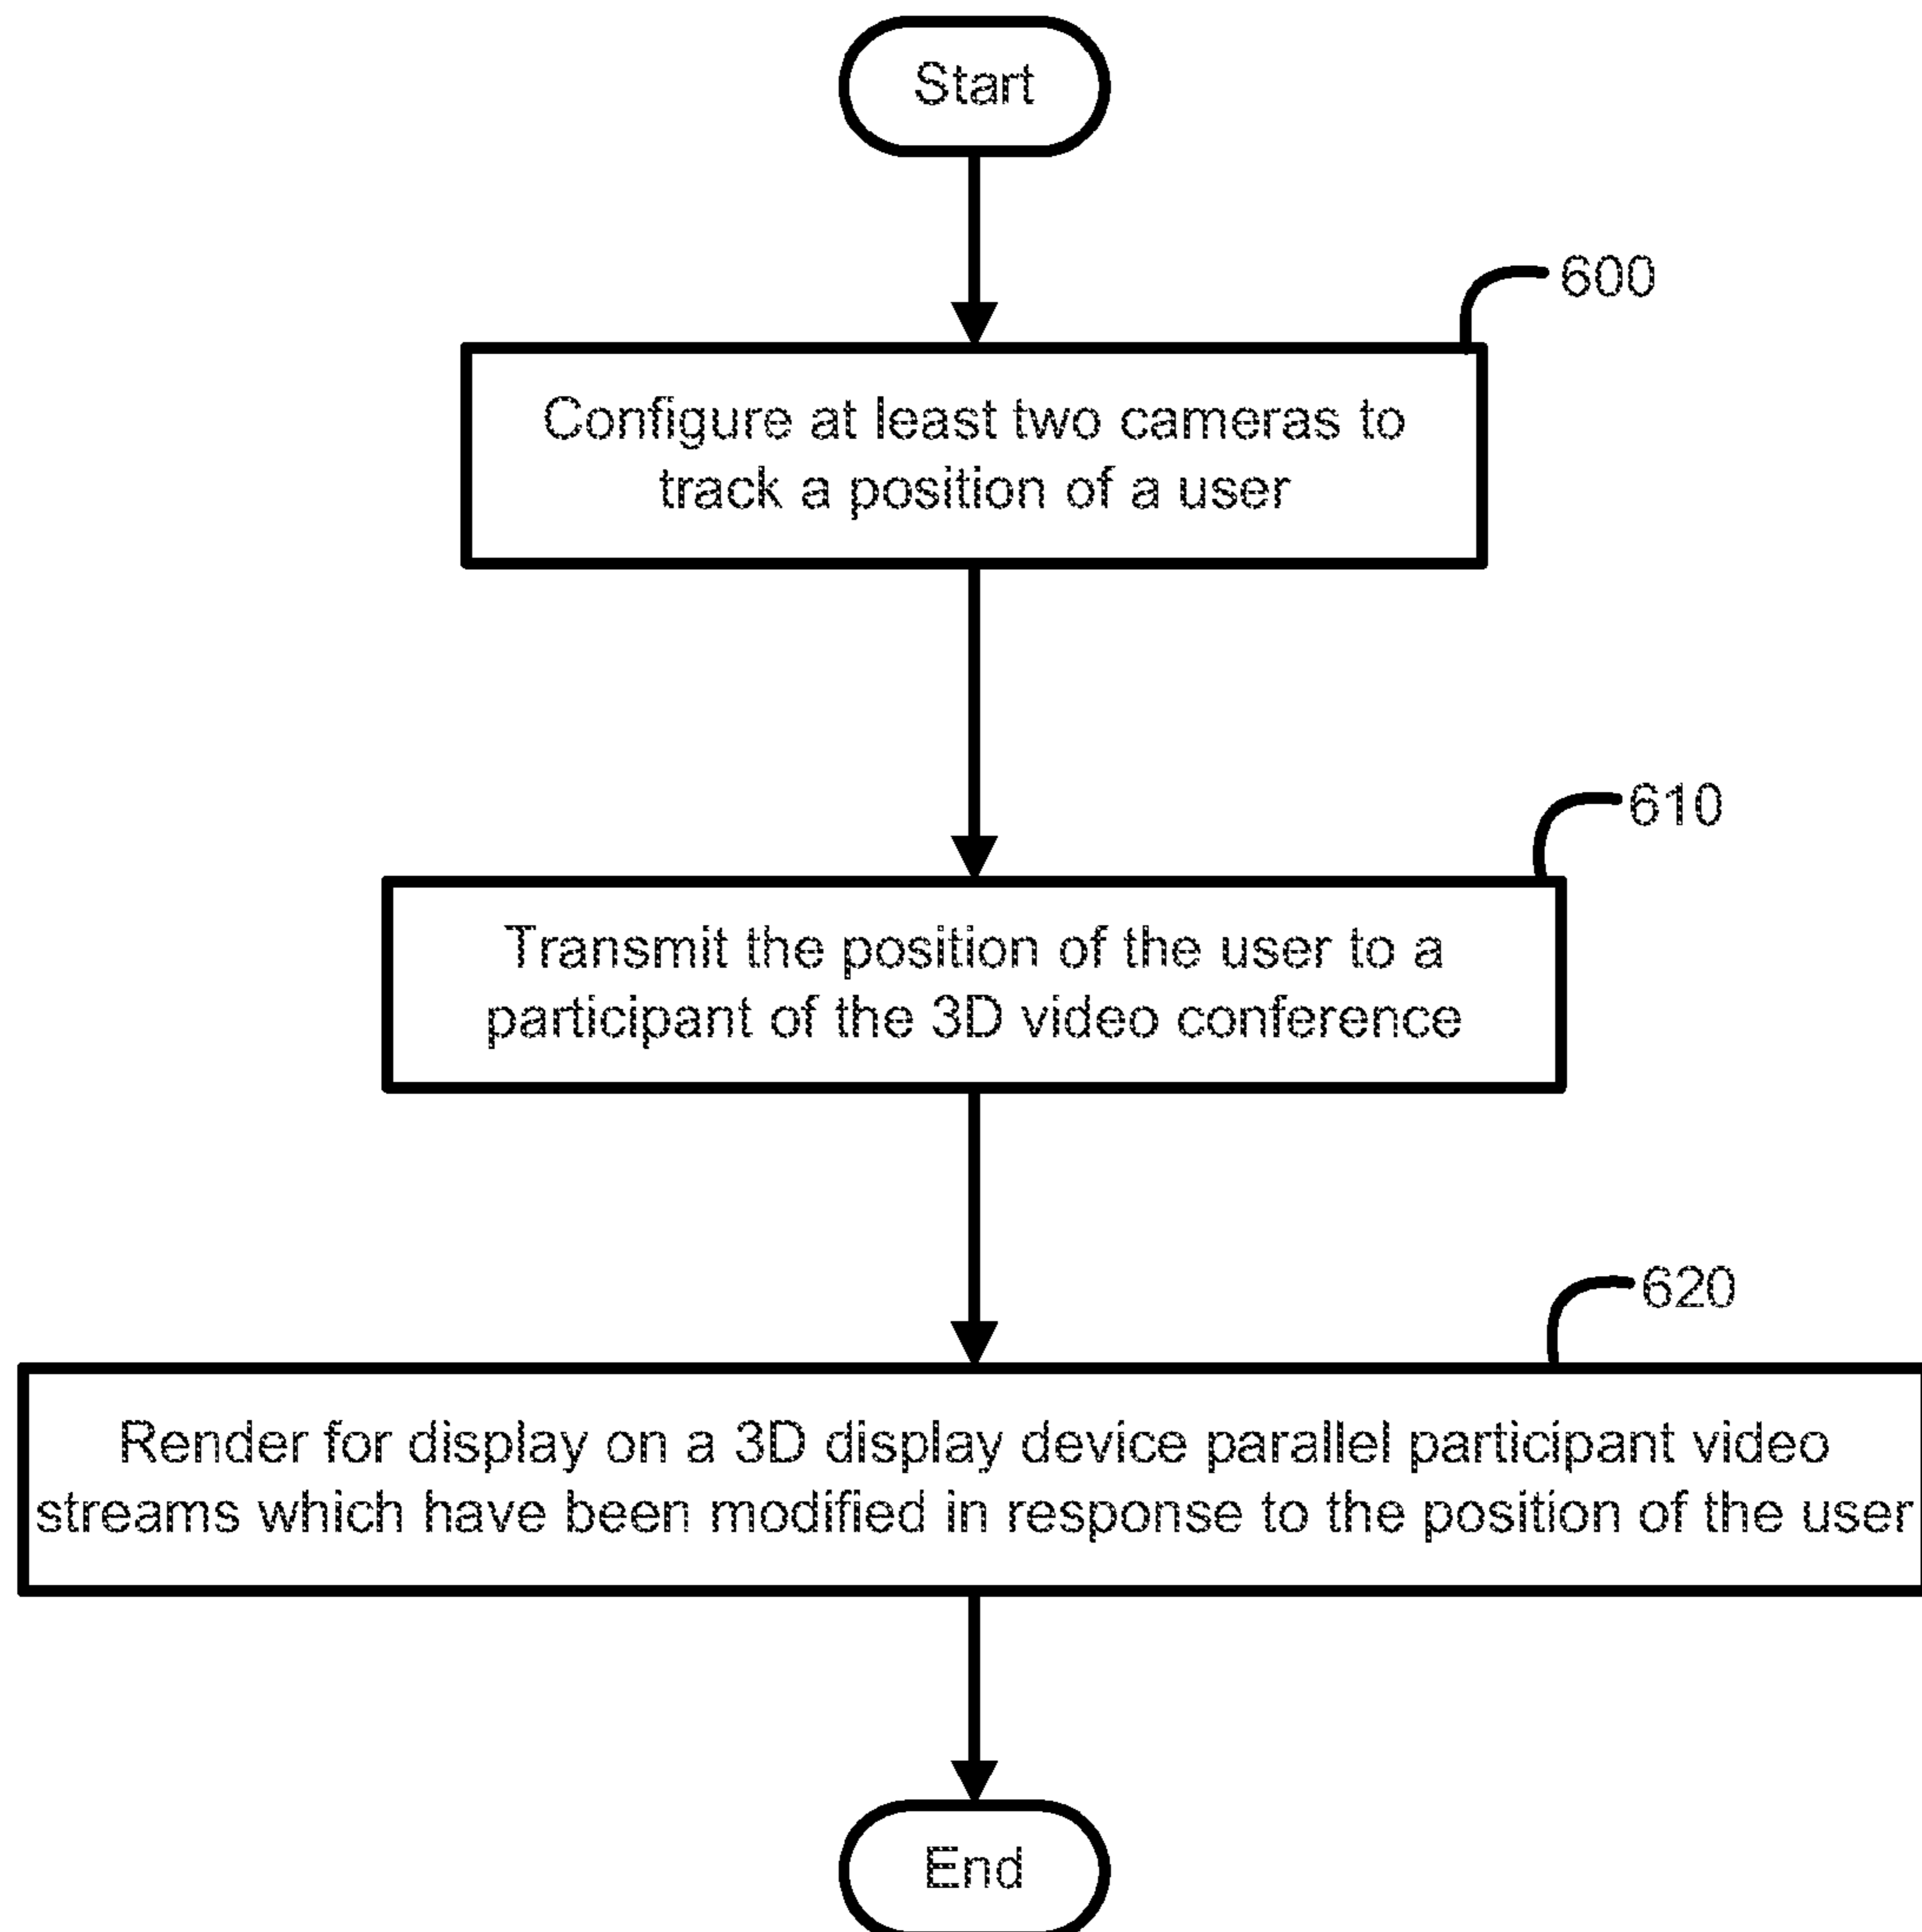 Start
600
Configure at least two cameras to
track a position of a user
610
Transmit the position of the user to a
participant of the 3D video conference
620
Render for display on a 3D display device parallel participant video
streams which have been modified in response to the position of the user
End